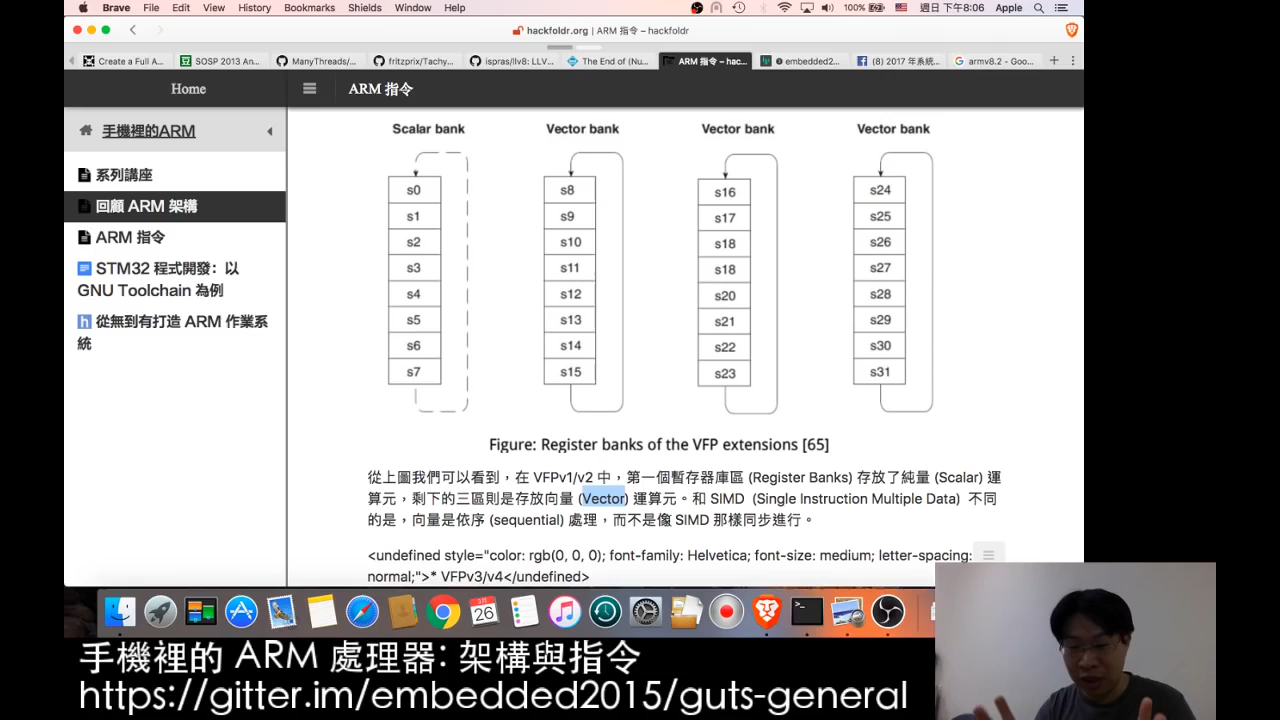 Brave File Edit View History Bookmarks Shields Window Help 100% 週日下午8:06 Apple
hackfoldr.org | ARM 指令 – hackfoldr
Create a Full A... SOSP 2013 An... ManyThreads/... fritzprix/Tachy... ispras/llv8: LLV... The End of (Nu... ARM 指令 – hac... embedded2... (8) 2017 年系統... armv8.2 - Goo...
Home
ARM 指令
手機裡的ARM
系列講座
回顧 ARM 架構
ARM 指令
STM32 程式開發：以
GNU Toolchain 為例
從無到有打造 ARM 作業系
統
Scalar bank Vector bank Vector bank Vector bank
s0 s8 s16 s24
s1 s9 s17 s25
s2 s10 s18 s26
s3 s11 s18 s27
s4 s12 s20 s28
s5 s13 s21 s29
s6 s14 s22 s30
s7 s15 s23 s31
Figure: Register banks of the VFP extensions [65]
從上圖我們可以看到，在 VFPv1/v2 中，第一個暫存器庫區 (Register Banks) 存放了純量 (Scalar) 運
算元，剩下的三區則是存放向量 (Vector) 運算元。和 SIMD (Single Instruction Multiple Data) 不同
的是，向量是依序 (sequential) 處理，而不是像 SIMD 那樣同步進行。
<undefined style="color: rgb(0, 0, 0); font-family: Helvetica; font-size: medium; letter-spacing:
normal;">* VFPv3/v4</undefined>
26
手機裡的 ARM 處理器: 架構與指令
https://gitter.im/embedded2015/guts-general